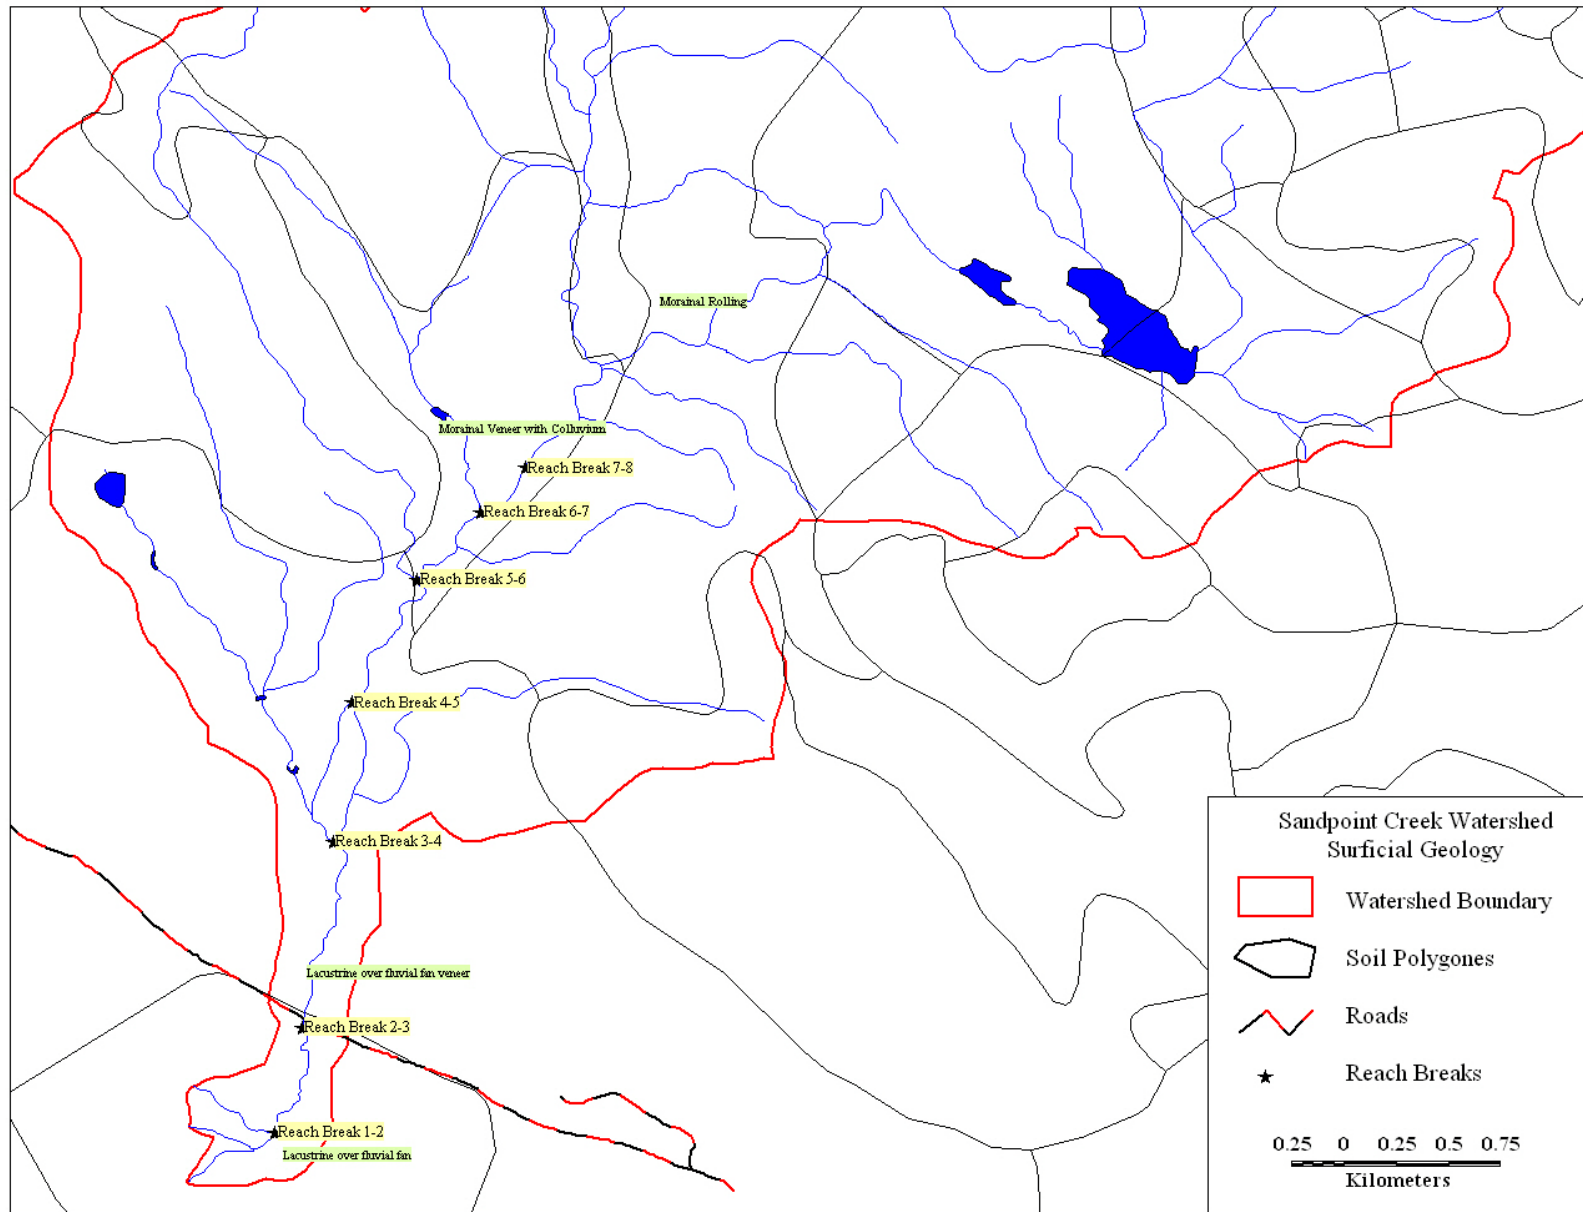 Morainal Rolling
Morainal Veneer with Colluvium
Reach Break 7-8
Reach Break 6-7
Reach Break 5-6
Reach Break 4-5
Reach Break 3-4
Lacustrine over fluvial fan veneer
Reach Break 2-3
Reach Break 1-2
Lacustrine over fluvial fan
Sandpoint Creek Watershed
Surficial Geology
Watershed Boundary
Soil Polygones
Roads
Reach Breaks
0.25 0 0.25 0.5 0.75
Kilometers